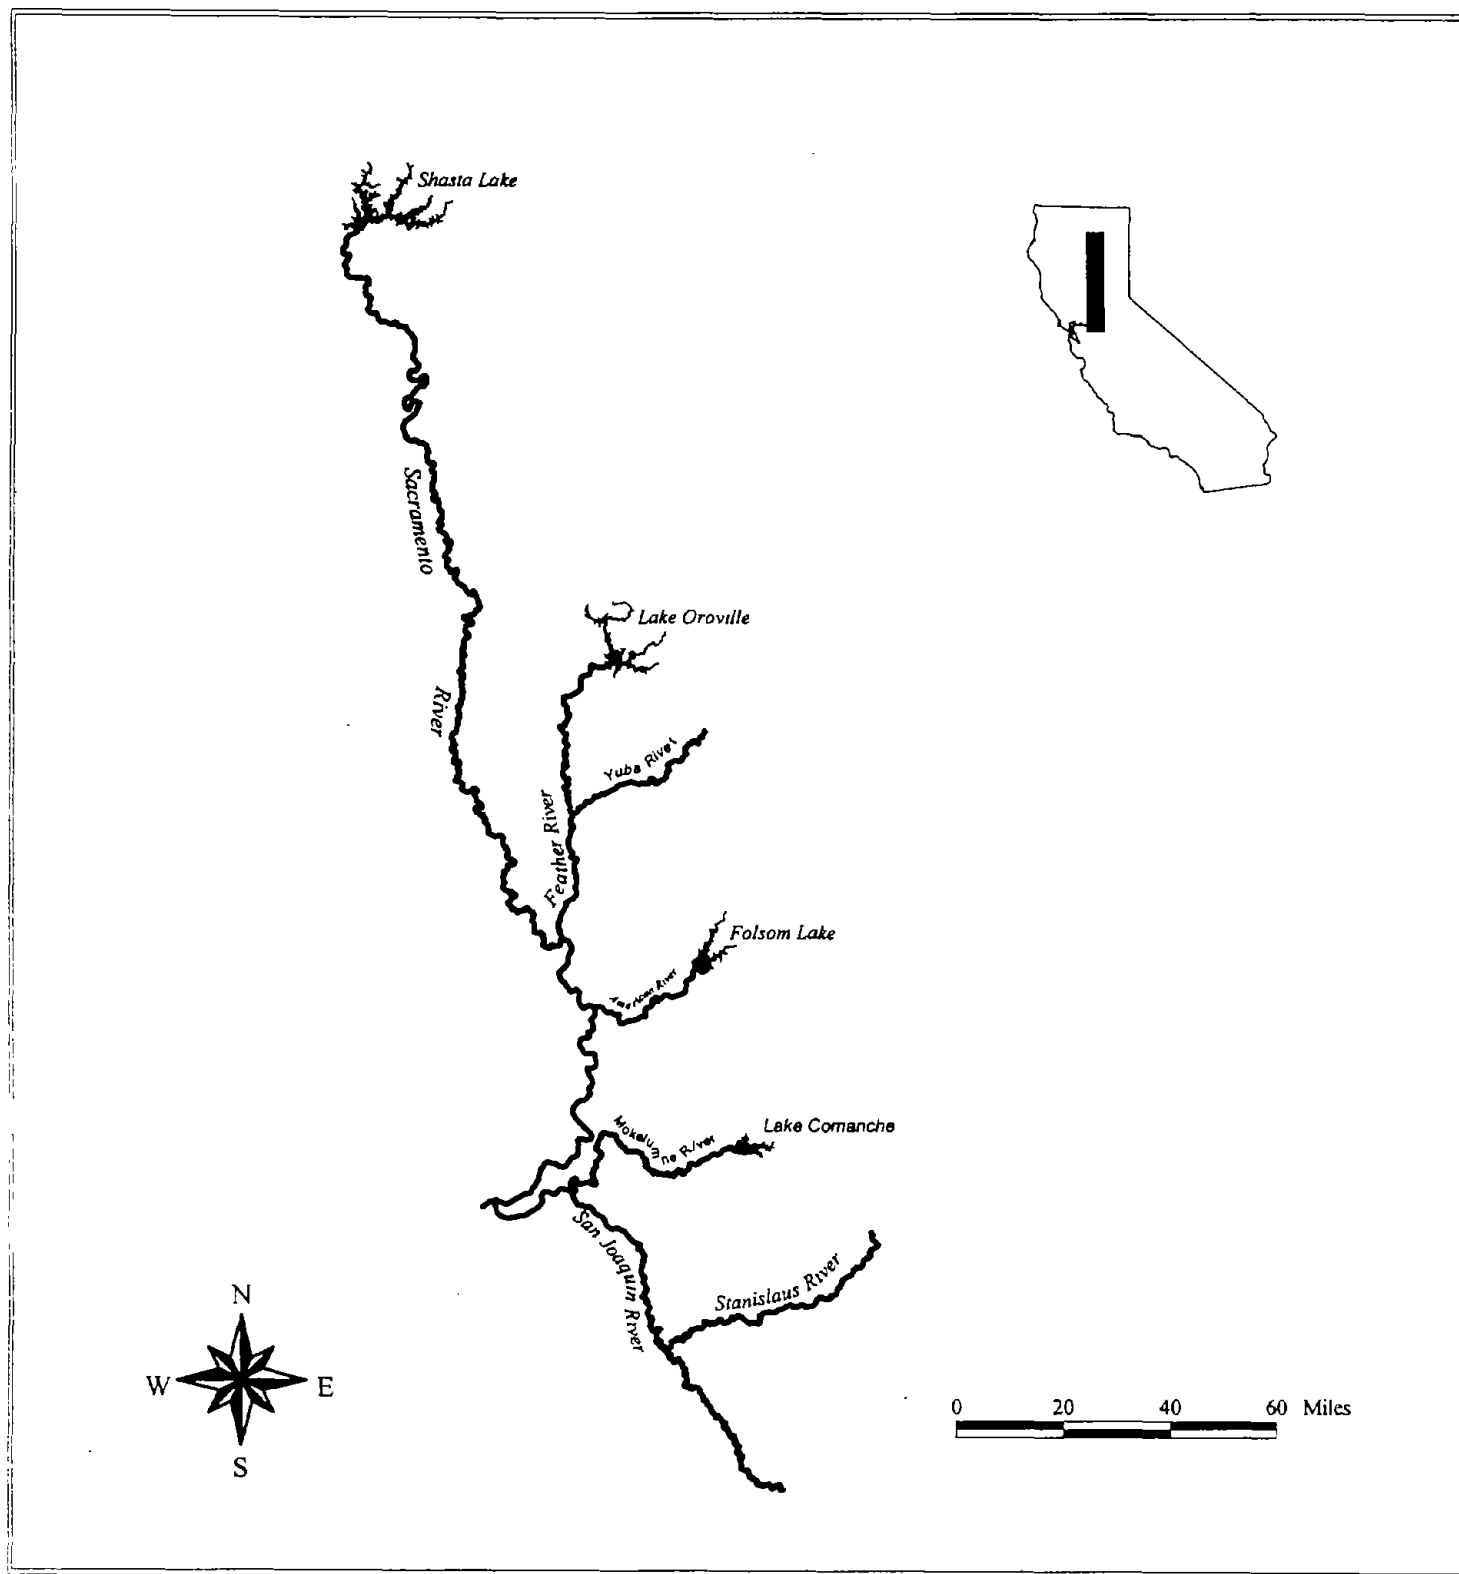 Shasta Lake
Sacramento
River
Lake Oroville
Yuba River
Feather River
Folsom Lake
American River
Mokelumne River
Lake Comanche
San Joaquin River
Stanislaus River
N
W
E
S
0 20 40 60 Miles